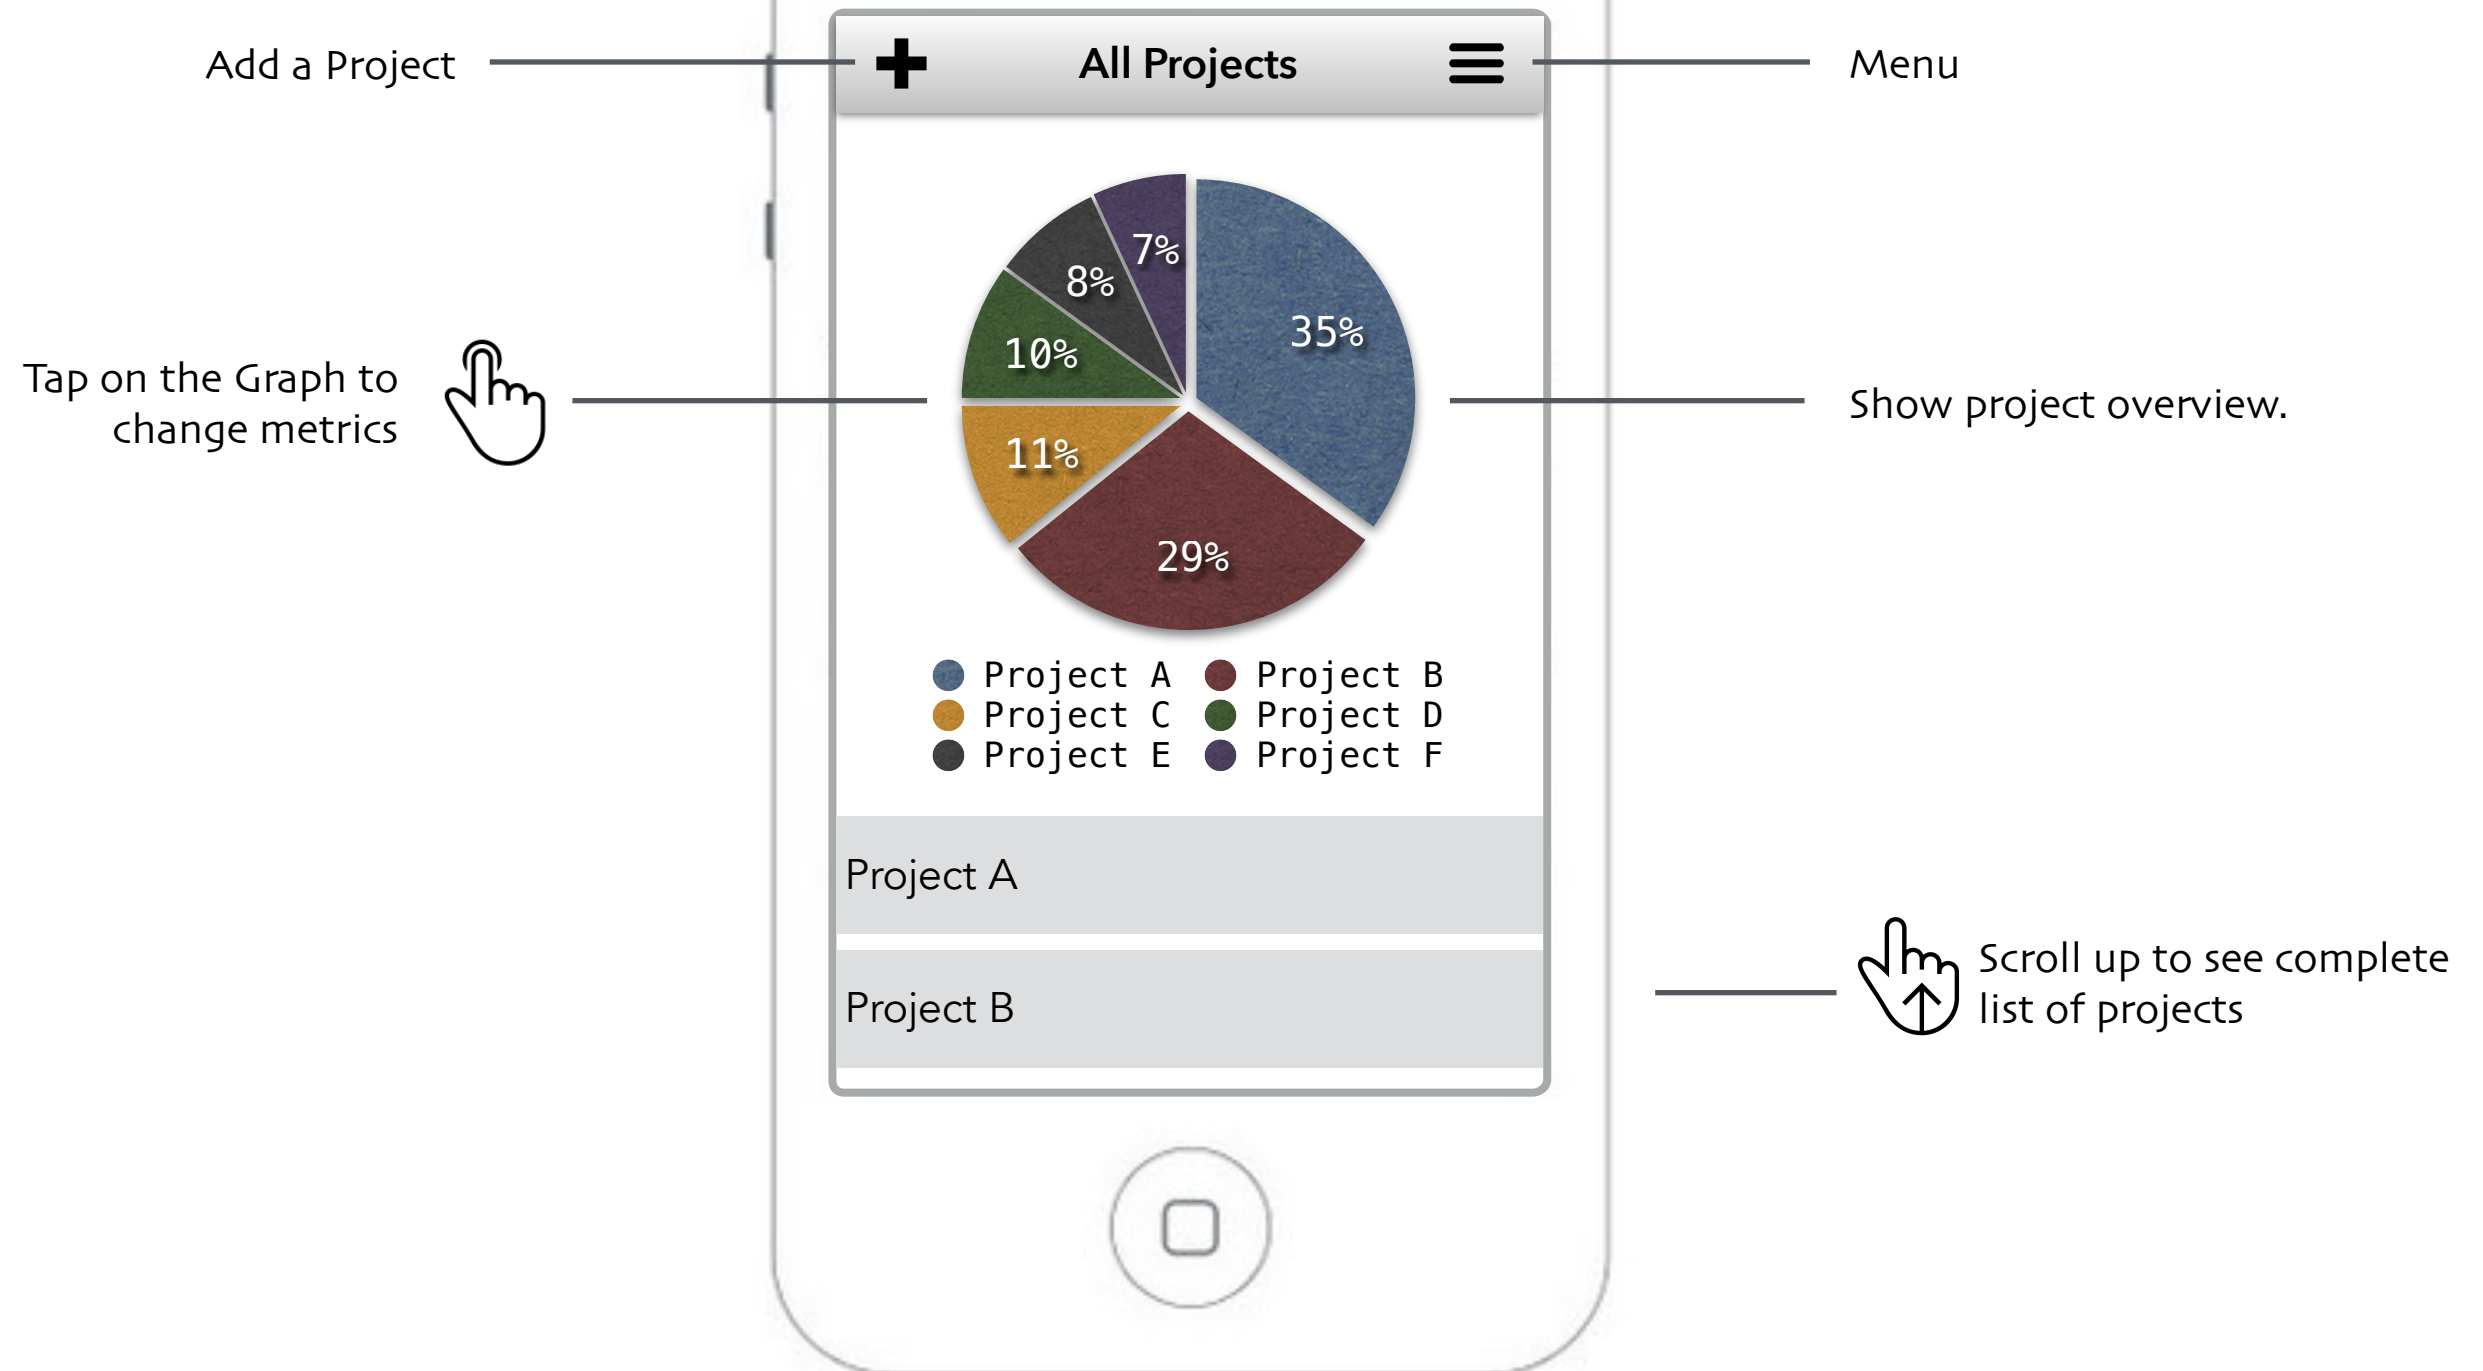 Add a Project
All Projects
Menu
7%
8%
35%
10%
Tap on the Graph to
change metrics
Show project overview.
11%
29%
Project A
Project B
Project C
Project D
Project E
Project F
Project A
Project B
Scroll up to see complete
list of projects